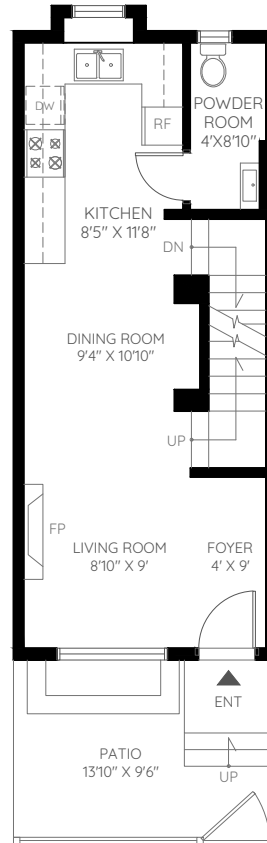 POWDER
ROOM
4'X8'10"
DW
RF
KITCHEN
8'5" X 11'8"
DN
DINING ROOM
9'4" X 10'10"
UP
FP
LIVING ROOM
8'10" X 9'
FOYER
4' X 9'
ENT
PATIO
13'10" X 9'6"
UP